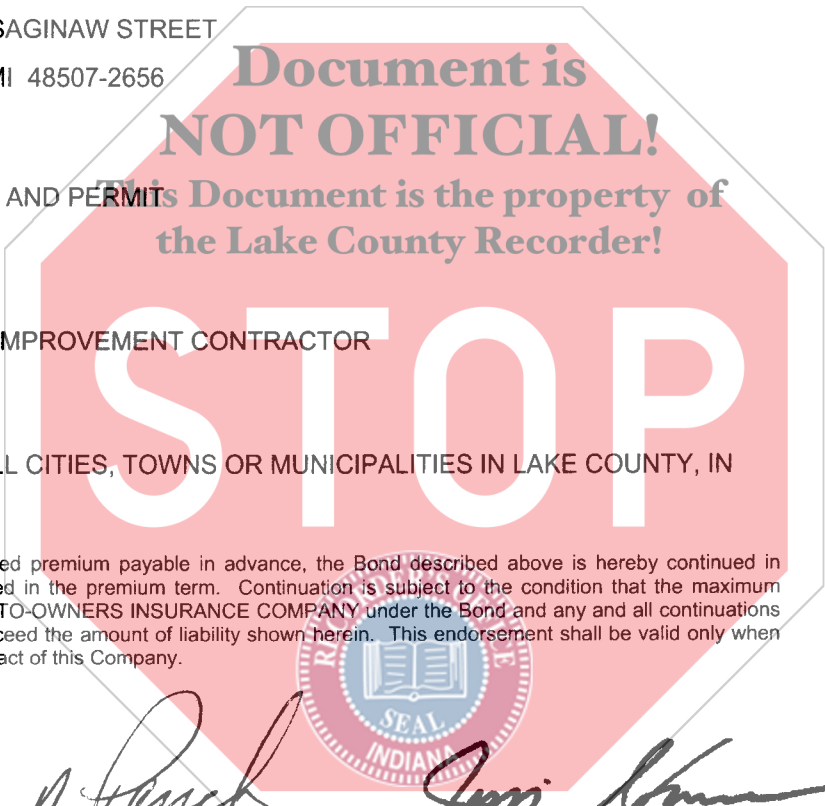 SAGINAW STREET
MI 48507-2656
Document is
NOT OFFICIAL!
AND PERMIT
This Document is the property of
the Lake County Recorder!
IMPROVEMENT CONTRACTOR
STOP
LL CITIES, TOWNS OR MUNICIPALITIES IN LAKE COUNTY, IN
ed premium payable in advance, the Bond described above is hereby continued in
ed in the premium term. Continuation is subject to the condition that the maximum
TO-OWNERS INSURANCE COMPANY under the Bond and any and all continuations
ceed the amount of liability shown herein. This endorsement shall be valid only when
act of this Company.
RECORDER'S OFFICE
SEAL
INDIANA